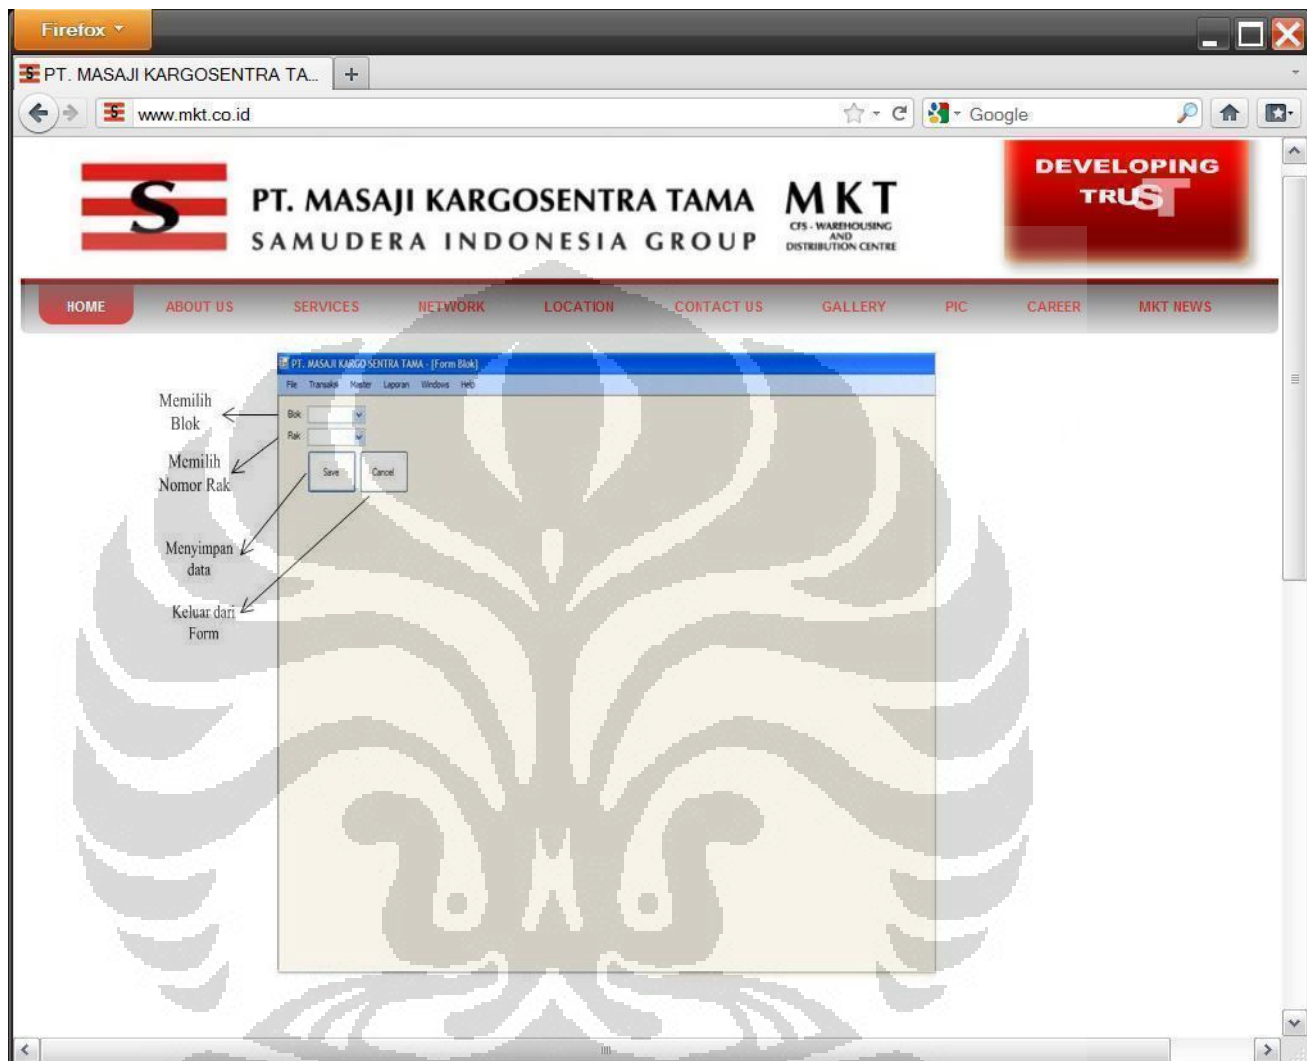 Firefox
PT. MASAJI KARGOSENTRA TA...
www.mkt.co.id
Google
S
PT. MASAJI KARGOSENTRA TAMA
SAMUDERA INDONESIA GROUP
MKT
CFS - WAREHOUSING
AND
DISTRIBUTION CENTRE
DEVELOPING
TRUST
HOME ABOUT US SERVICES NETWORK LOCATION CONTACT US GALLERY PIC CAREER MKT NEWS
PT. MASAJI KARGO SENTRA TAMA - [Form Blok]
File Transaksi Master Laporan Windows Help
Blok
Rak
Save Cancel
Memilih
Blok
Memilih
Nomor Rak
Menyimpan
data
Keluar dari
Form